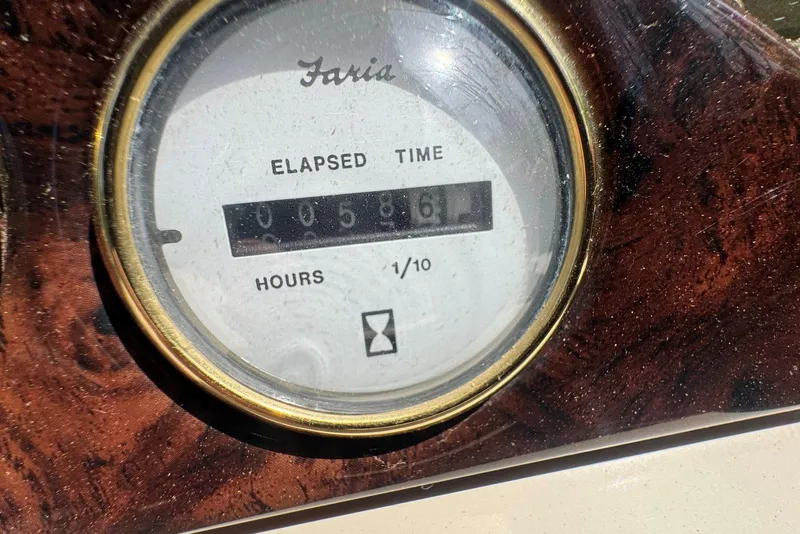 Faria
ELAPSED TIME
00586
HOURS 1/10